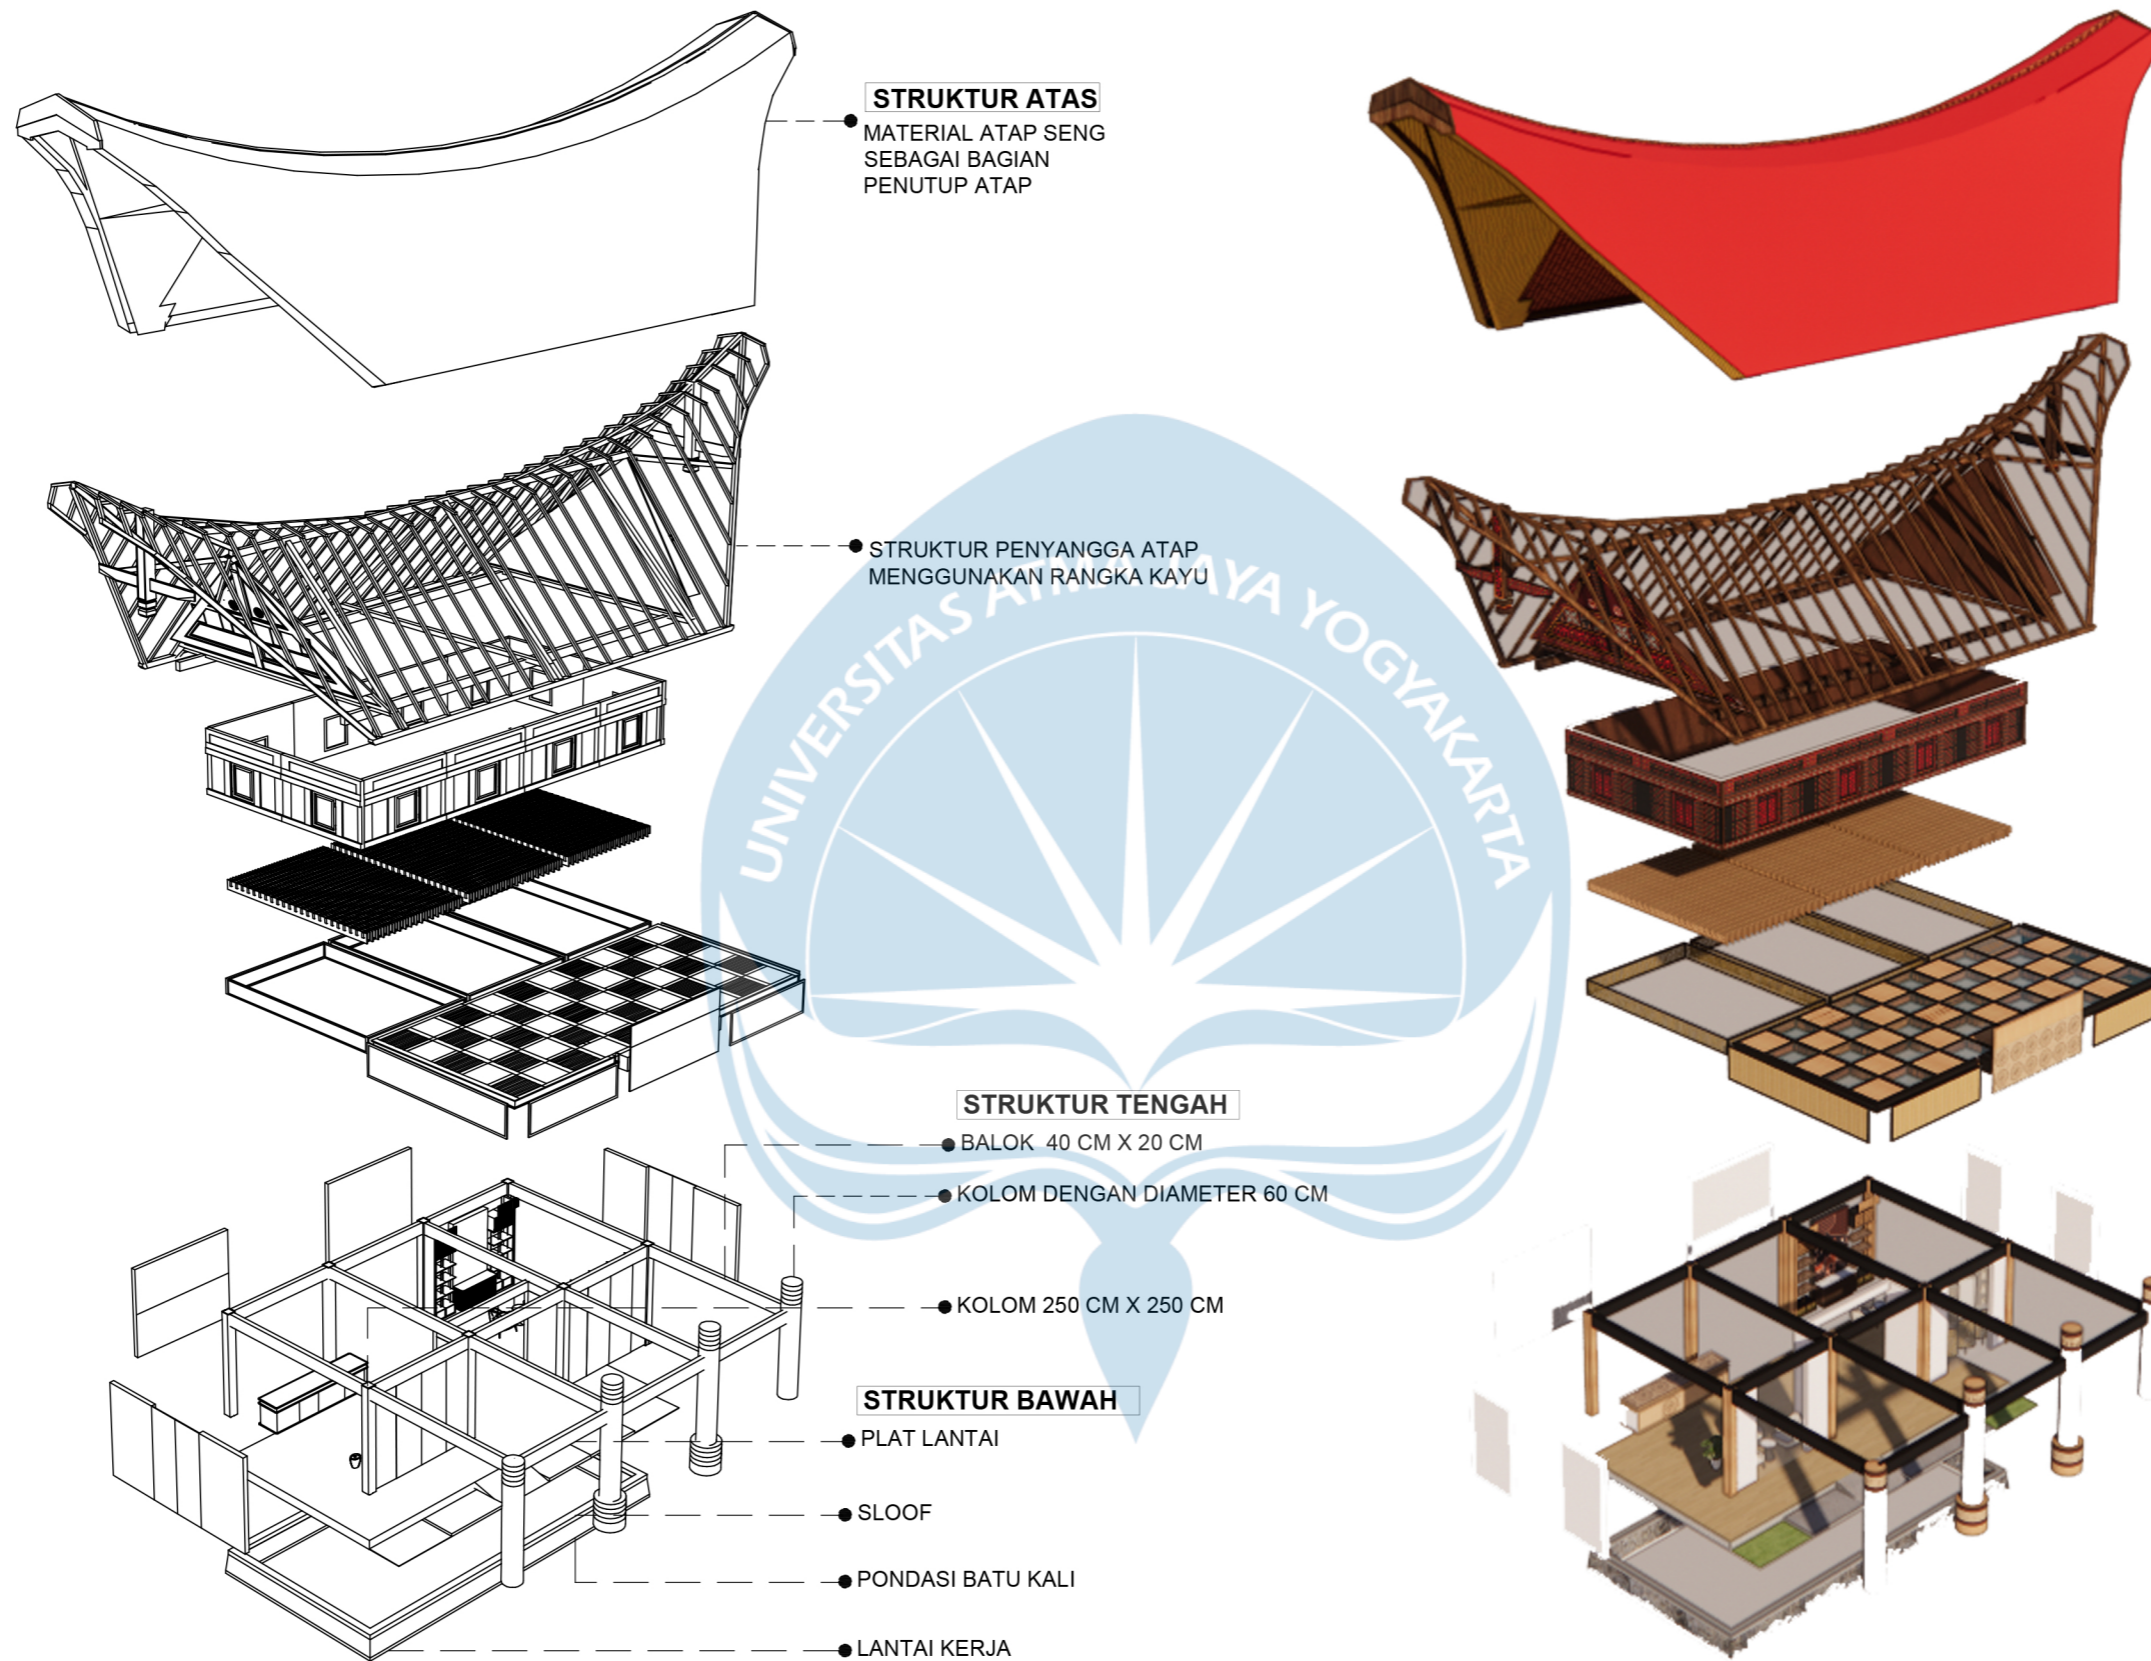 STRUKTUR ATAS
MATERIAL ATAP SENG
SEBAGAI BAGIAN
PENUTUP ATAP
STRUKTUR PENYANGGA ATAP
MENGGUNAKAN RANGKA KAYU
UNIVERSITAS ATMA JAYA YOGYAKARTA
STRUKTUR TENGAH
BALOK 40 CM X 20 CM
KOLOM DENGAN DIAMETER 60 CM
KOLOM 250 CM X 250 CM
STRUKTUR BAWAH
PLAT LANTAI
SLOOF
PONDASI BATU KALI
LANTAI KERJA